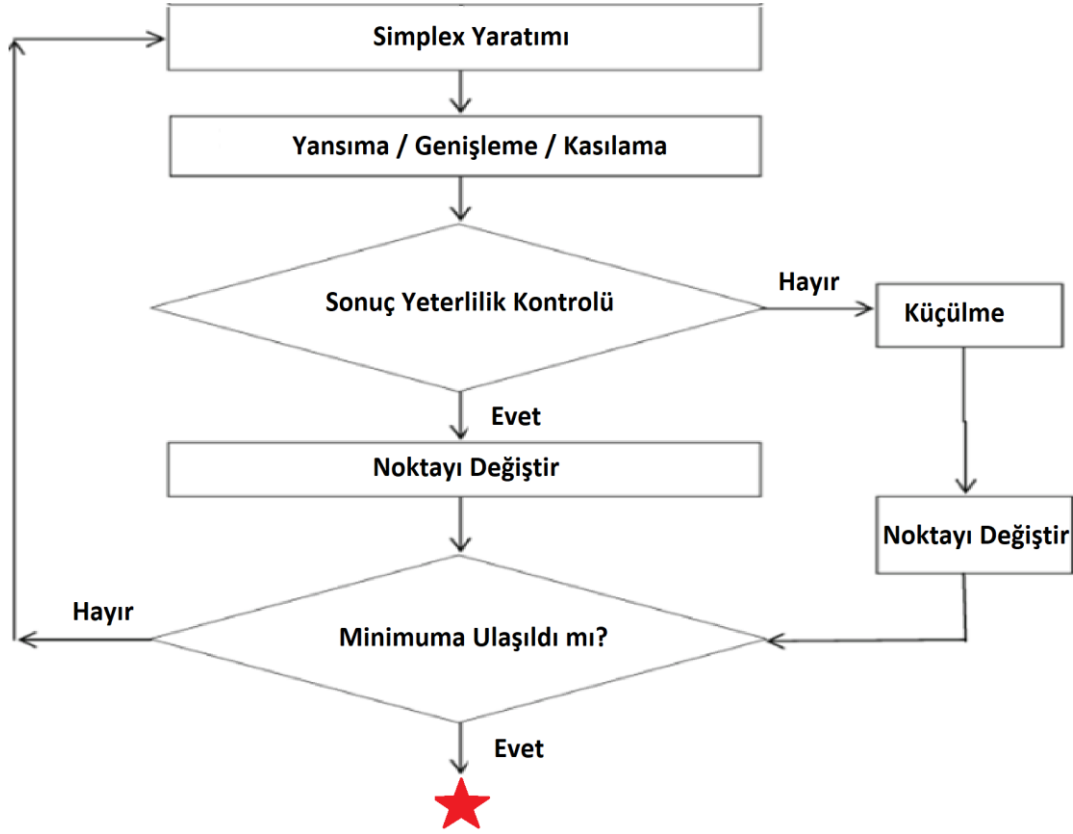 Simplex Yaratımı
Yansıma / Genişleme / Kasılama
Sonuç Yeterlilik Kontrolü
Hayır
Küçülme
Evet
Noktayı Değiştir
Noktayı Değiştir
Hayır
Minimuma Ulaşıldı mı?
Evet